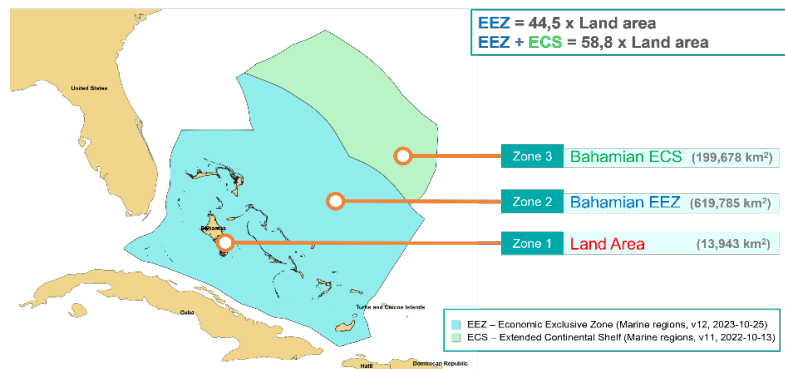 EEZ = 44,5 x Land area
EEZ + ECS = 58,8 x Land area
United States
Zone 3 Bahamian ECS (199,678 km²)
Zone 2 Bahamian EEZ (619,785 km²)
Bahamas
Zone 1 Land Area (13,943 km²)
Turks and Caicos Islands
Cuba
EEZ – Economic Exclusive Zone (Marine regions, v12, 2023-10-25)
ECS – Extended Continental Shelf (Marine regions, v11, 2022-10-13)
Haiti
Dominican Republic